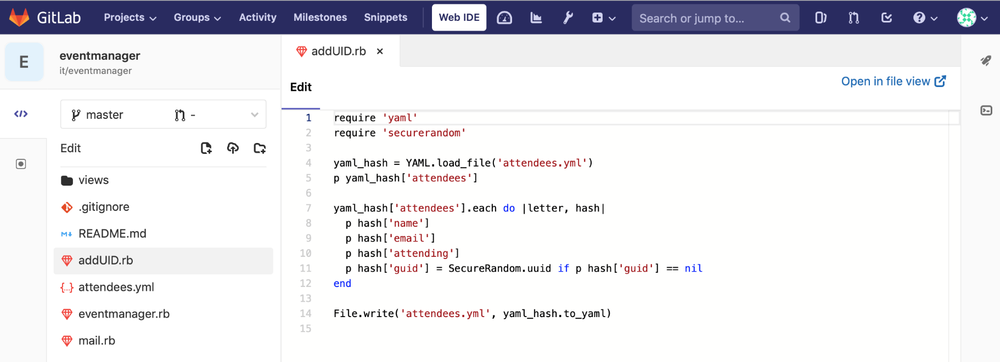 GitLab Projects Groups Activity Milestones Snippets Web IDE Search or jump to...
E
eventmanager
it/eventmanager
master -
Edit
views
.gitignore
README.md
addUID.rb
attendees.yml
eventmanager.rb
mail.rb
addUID.rb ×
Edit
Open in file view
1 require 'yaml'
2 require 'securerandom'
3
4 yaml_hash = YAML.load_file('attendees.yml')
5 p yaml_hash['attendees']
6
7 yaml_hash['attendees'].each do |letter, hash|
8   p hash['name']
9   p hash['email']
10   p hash['attending']
11   p hash['guid'] = SecureRandom.uuid if p hash['guid'] == nil
12 end
13
14 File.write('attendees.yml', yaml_hash.to_yaml)
15